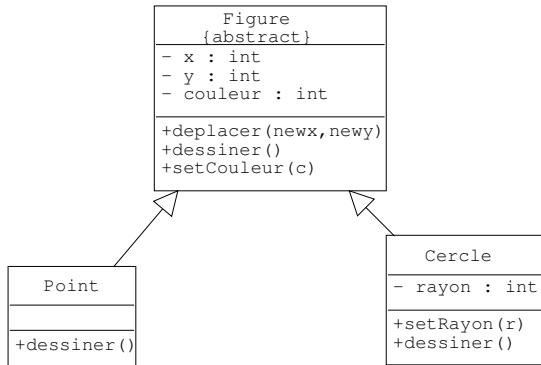 Figure
{abstract}
- x : int
- y : int
- couleur : int
+deplacer(newx,newy)
+dessiner()
+setCouleur(c)
Point
+dessiner()
Cercle
- rayon : int
+setRayon(r)
+dessiner()